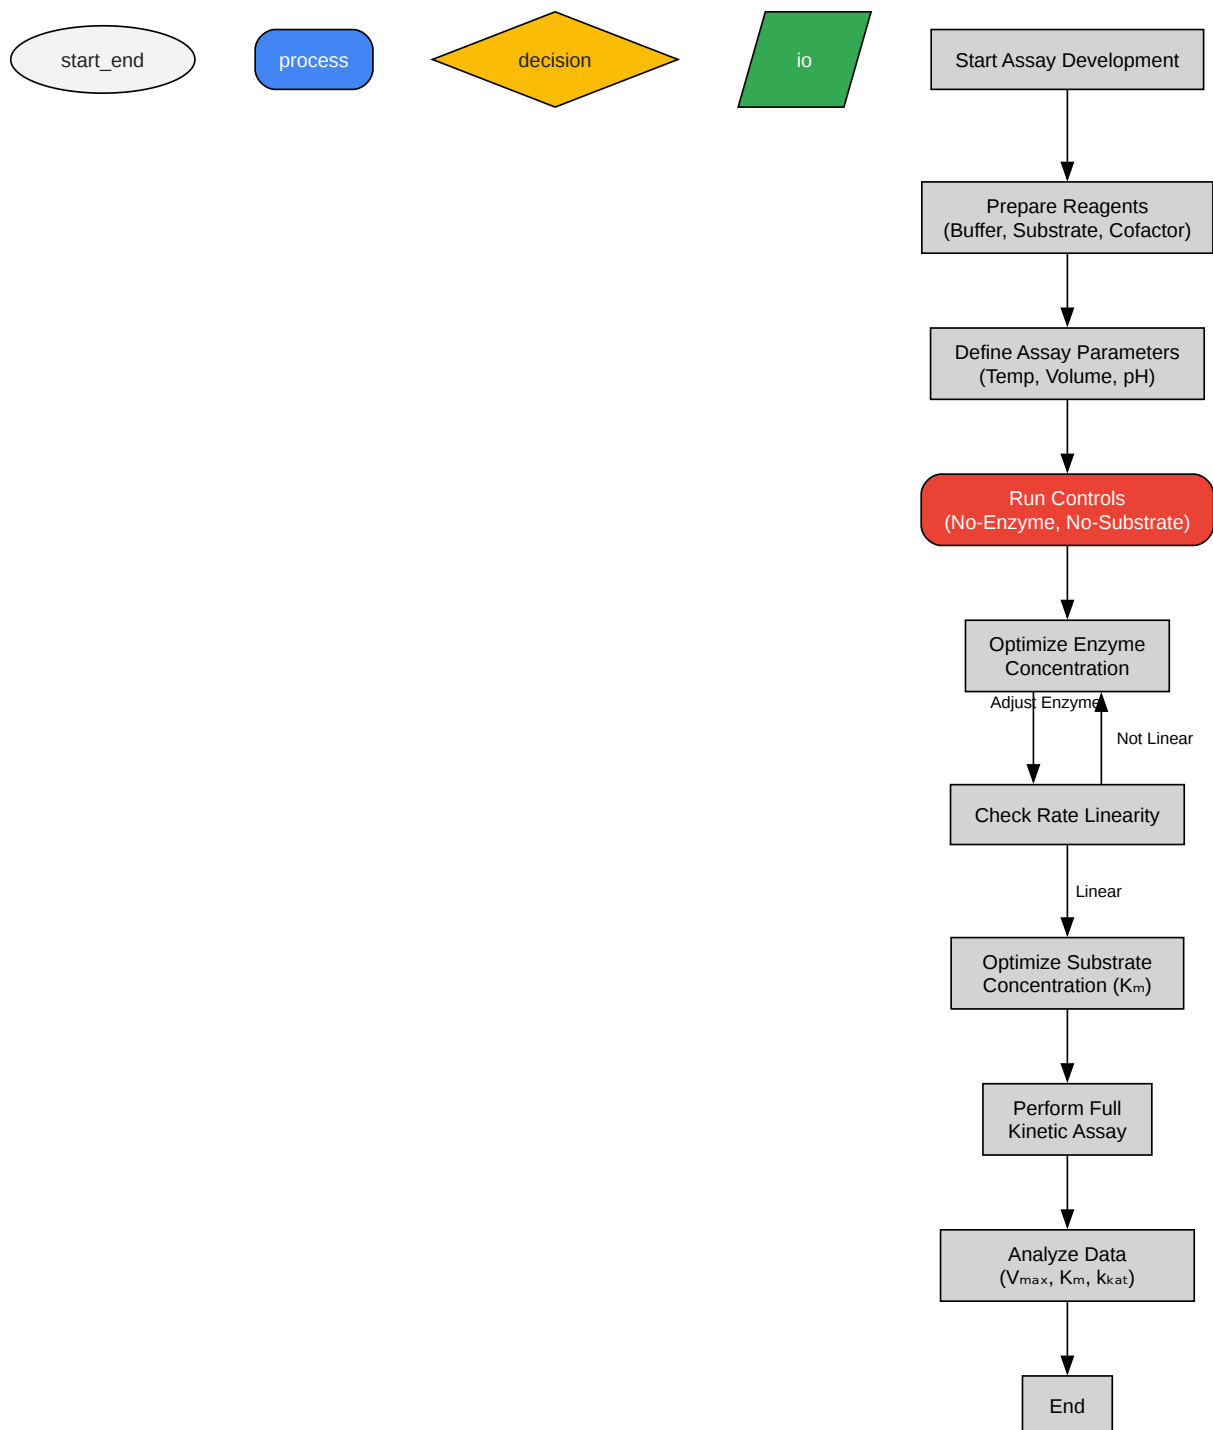 start_end
process
decision
io
Start Assay Development
Prepare Reagents
(Buffer, Substrate, Cofactor)
Define Assay Parameters
(Temp, Volume, pH)
Run Controls
(No-Enzyme, No-Substrate)
Optimize Enzyme
Concentration
Adjust Enzyme
Not Linear
Check Rate Linearity
Linear
Optimize Substrate
Concentration (Kₘ)
Perform Full
Kinetic Assay
Analyze Data
(Vₘₐₓ, Kₘ, kₖₐₜ)
End